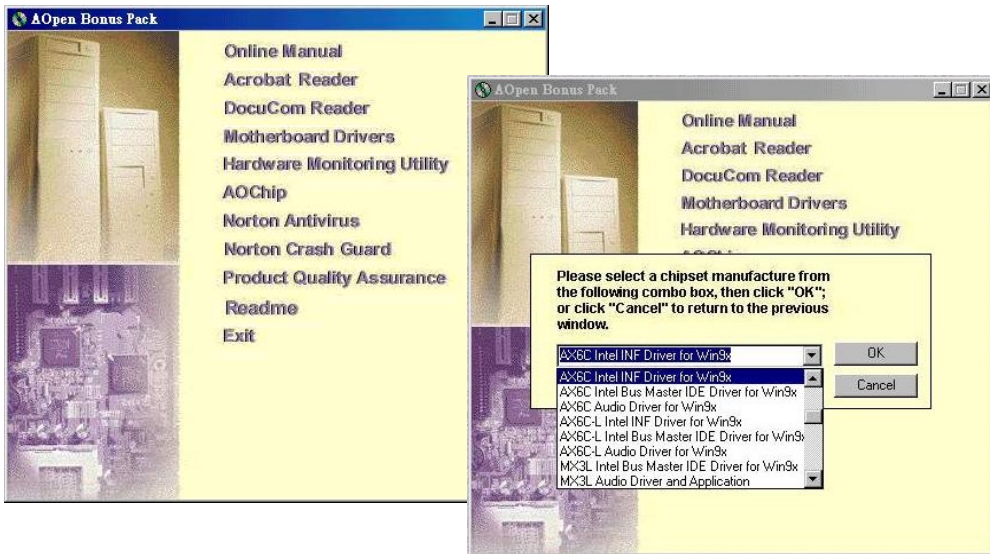 AOpen Bonus Pack
Online Manual
Acrobat Reader
DocuCom Reader
Motherboard Drivers
Hardware Monitoring Utility
AOChip
Norton Antivirus
Norton Crash Guard
Product Quality Assurance
Readme
Exit
AOpen Bonus Pack
Online Manual
Acrobat Reader
DocuCom Reader
Motherboard Drivers
Hardware Monitoring Utility
Please select a chipset manufacture from
the following combo box, then click "OK";
or click "Cancel" to return to the previous
window.
AX6C Intel INF Driver for Win9x
OK
Cancel
AX6C Intel INF Driver for Win9x
AX6C Intel Bus Master IDE Driver for Win9x
AX6C Audio Driver for Win9x
AX6C-L Intel INF Driver for Win9x
AX6C-L Intel Bus Master IDE Driver for Win9x
AX6C-L Audio Driver for Win9x
MX3L Intel Bus Master IDE Driver for Win9x
MX3L Audio Driver and Application